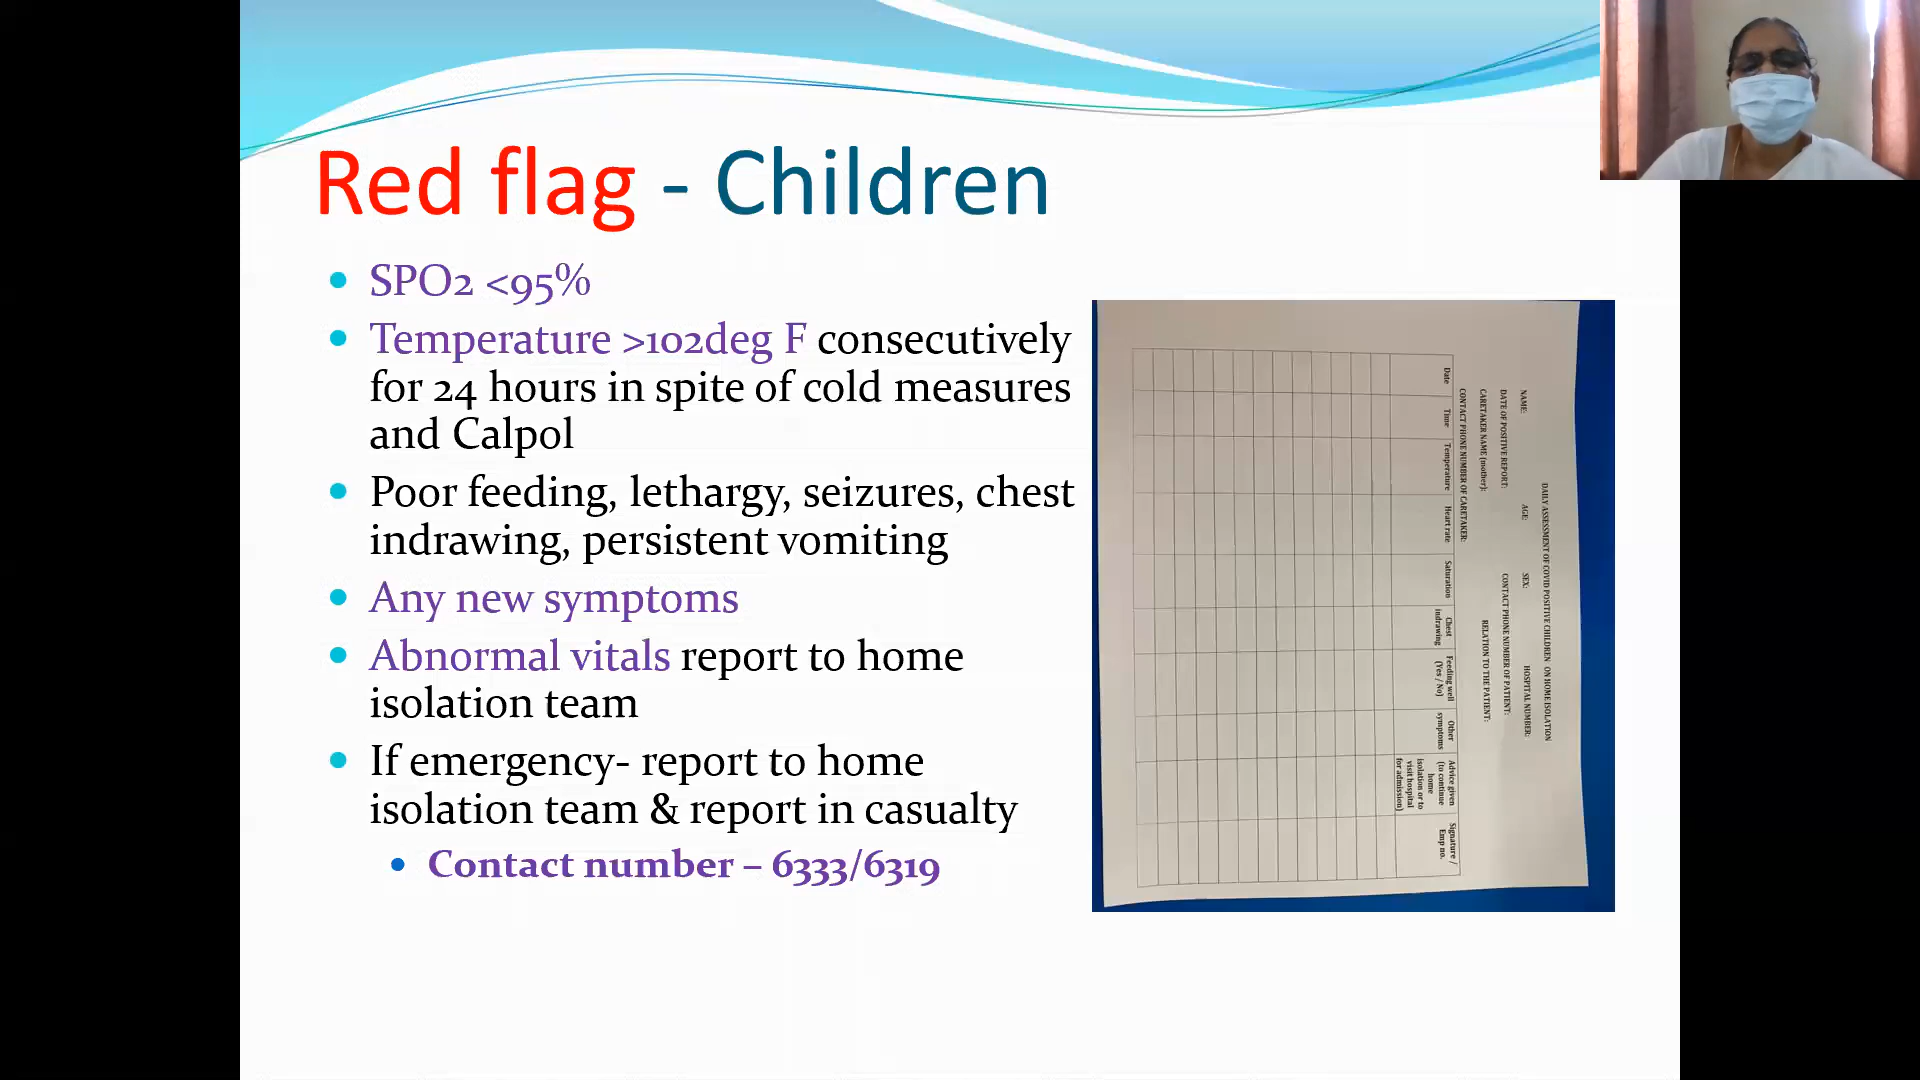 Red flag - Children
SPO2 <95%
Temperature >102deg F consecutively
for 24 hours in spite of cold measures
and Calpol
Poor feeding, lethargy, seizures, chest
indrawing, persistent vomiting
Any new symptoms
Abnormal vitals report to home
isolation team
If emergency- report to home
isolation team & report in casualty
Contact number – 6333/6319
DAILY ASSESSMENT OF COVID POSITIVE CHILDREN ON HOME ISOLATION
NAME: AGE: SEX: HOSPITAL NUMBER:
DATE OF POSITIVE REPORT: CONTACT PHONE NUMBER OF PATIENT:
CARETAKER NAME (mother): RELATION TO THE PATIENT:
CONTACT PHONE NUMBER OF CARETAKER:
Date
Time
Temperature
Heart rate
Saturation
Chest
indrawing
Feeding well
(Yes / No)
Other
symptoms
Advice given
(to continue
home
isolation or to
visit hospital
for admission)
Signature /
Emp no.